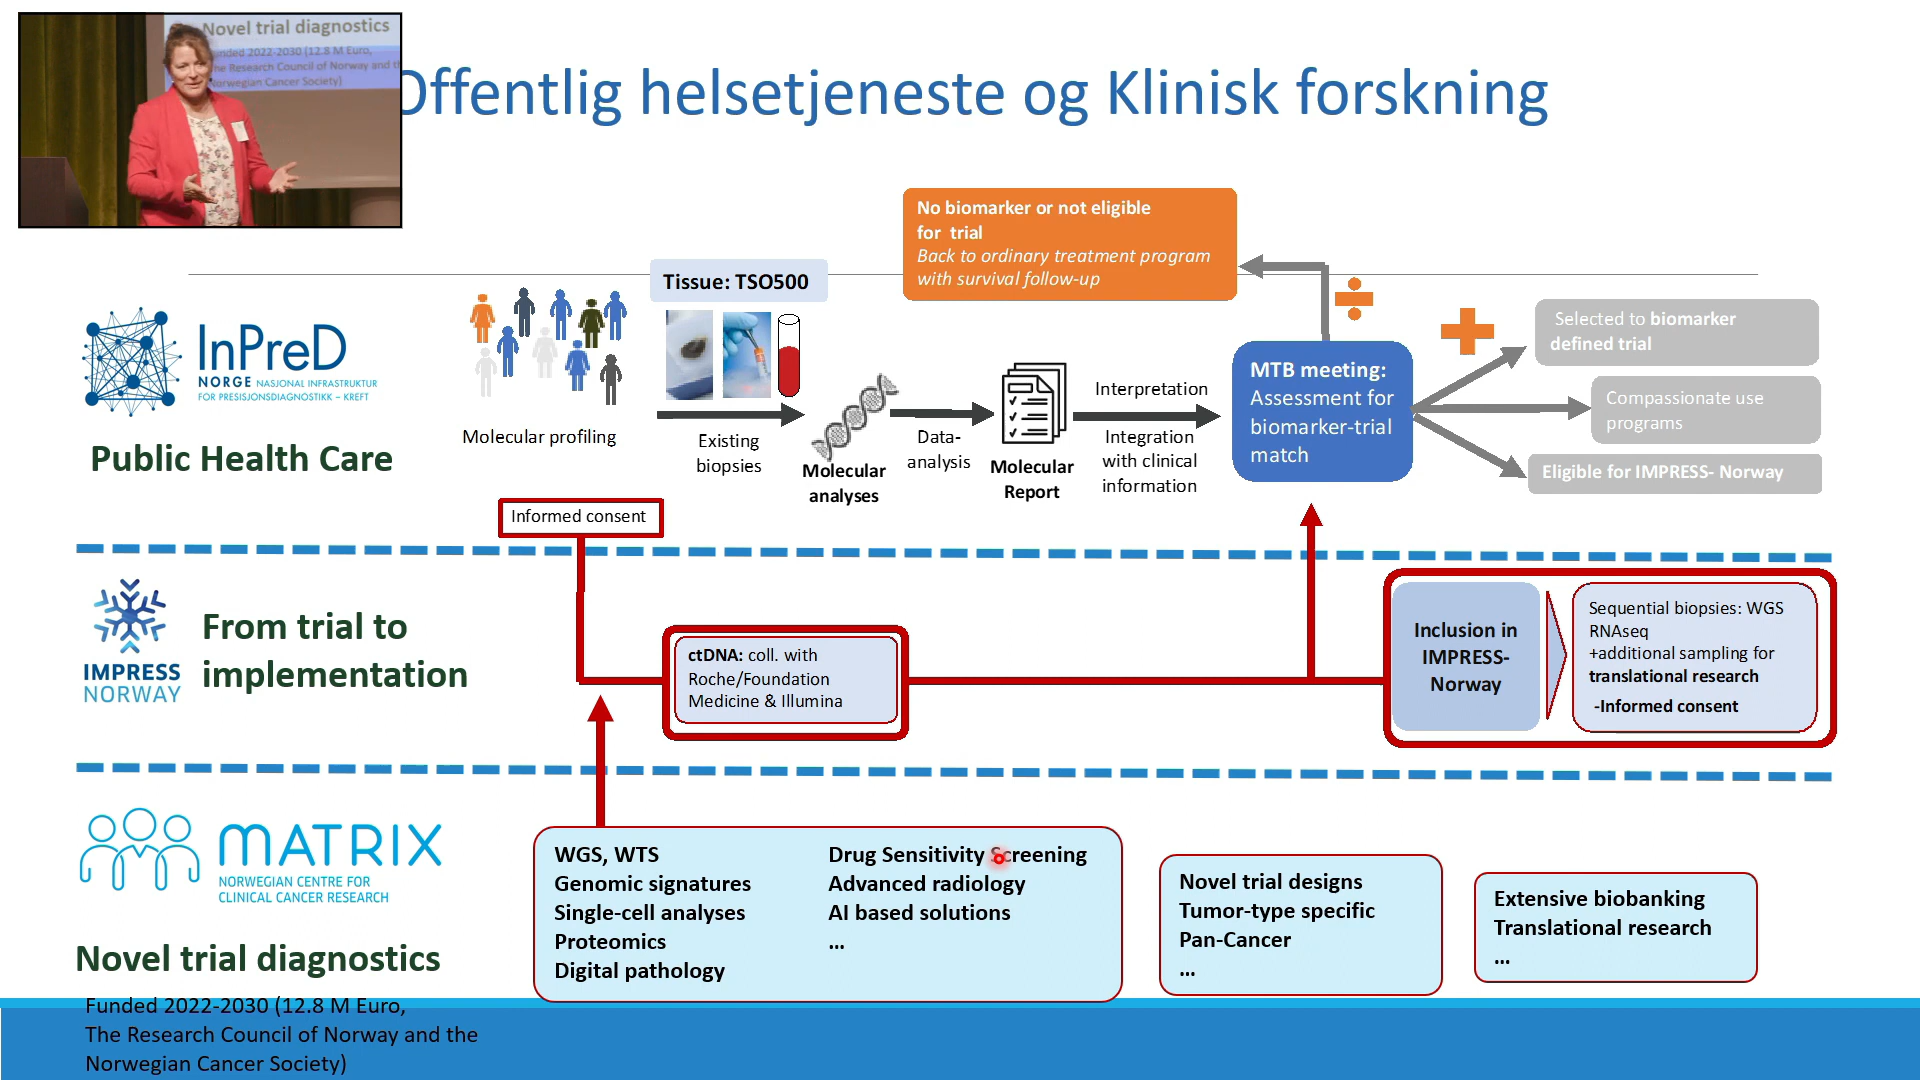 Novel trial diagnostics
Funded 2022-2030 (12.8 M Euro,
The Research Council of Norway and th
Norwegian Cancer Society)
Offentlig helsetjeneste og Klinisk forskning
No biomarker or not eligible
for trial
Back to ordinary treatment program
with survival follow-up
Tissue: TSO500
InPreD
NORGE NASJONAL INFRASTRUKTUR
FOR PRESISJONSDIAGNOSTIKK – KREFT
Public Health Care
Molecular profiling
Existing
biopsies
Molecular
analyses
Data-
analysis
Molecular
Report
Interpretation
Integration
with clinical
information
MTB meeting:
Assessment for
biomarker-trial
match
Selected to biomarker
defined trial
Compassionate use
programs
Eligible for IMPRESS- Norway
Informed consent
IMPRESS
NORWAY
From trial to
implementation
ctDNA: coll. with
Roche/Foundation
Medicine & Illumina
Inclusion in
IMPRESS-
Norway
Sequential biopsies: WGS
RNAseq
+additional sampling for
translational research
-Informed consent
MATRIX
NORWEGIAN CENTRE FOR
CLINICAL CANCER RESEARCH
Novel trial diagnostics
Funded 2022-2030 (12.8 M Euro,
The Research Council of Norway and the
Norwegian Cancer Society)
WGS, WTS
Genomic signatures
Single-cell analyses
Proteomics
Digital pathology
Drug Sensitivity Screening
Advanced radiology
AI based solutions
...
Novel trial designs
Tumor-type specific
Pan-Cancer
...
Extensive biobanking
Translational research
...